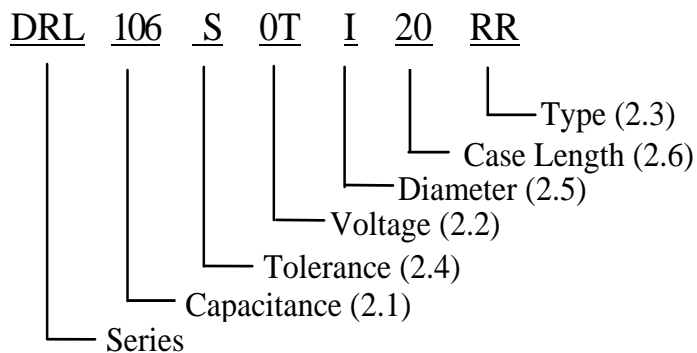 DRL 106 S 0T I 20 RR
Type (2.3)
Case Length (2.6)
Diameter (2.5)
Voltage (2.2)
Tolerance (2.4)
Capacitance (2.1)
Series